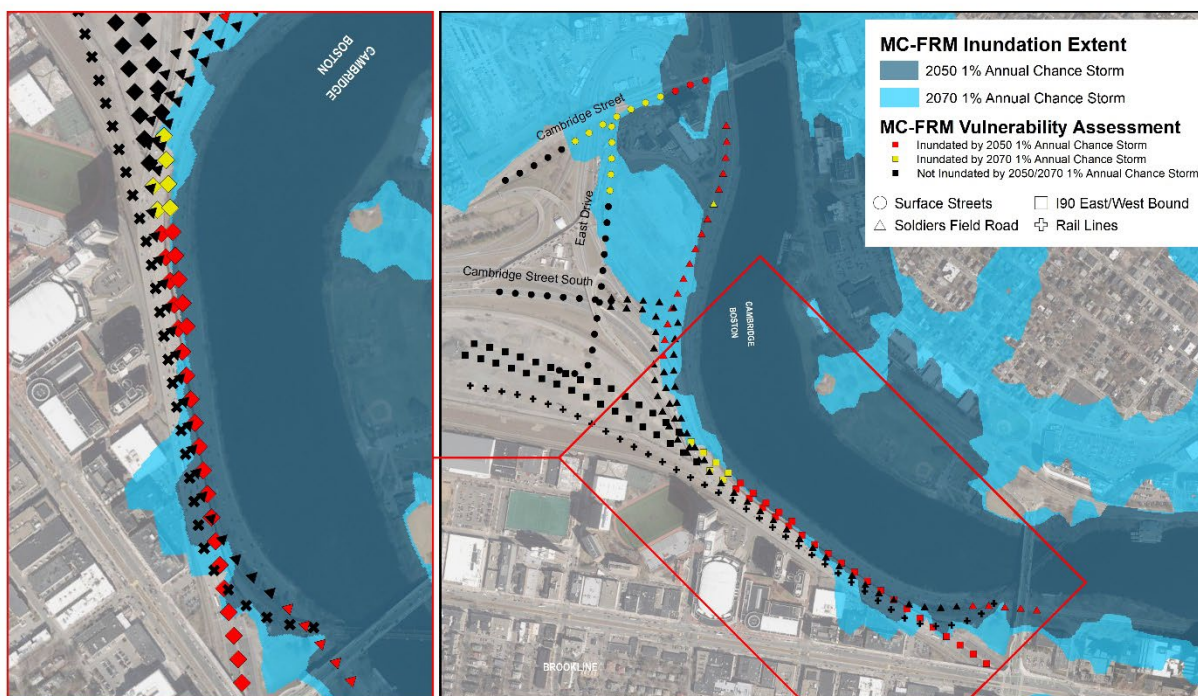 CAMBRIDGE
BOSTON
MC-FRM Inundation Extent
2050 1% Annual Chance Storm
2070 1% Annual Chance Storm
MC-FRM Vulnerability Assessment
Inundated by 2050 1% Annual Chance Storm
Inundated by 2070 1% Annual Chance Storm
Not Inundated by 2050/2070 1% Annual Chance Storm
Surface Streets
I90 East/West Bound
Soldiers Field Road
Rail Lines
Cambridge Street
East Drive
Cambridge Street South
CAMBRIDGE
BOSTON
BROOKLINE